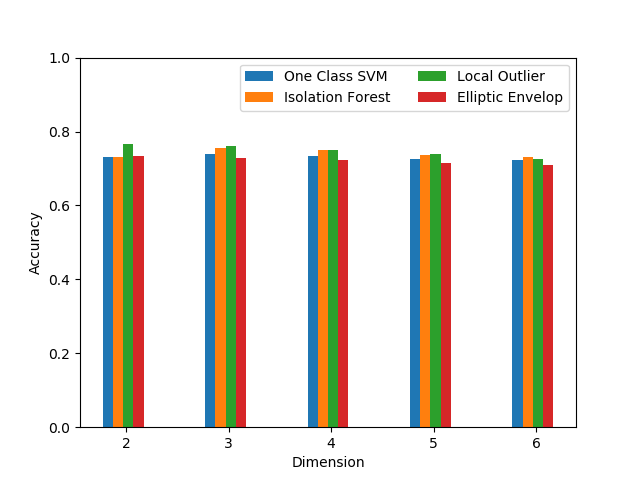 1.0
0.8
0.6
0.4
0.2
0.0
Accuracy
One Class SVM
Isolation Forest
Local Outlier
Elliptic Envelop
2 3 4 5 6
Dimension